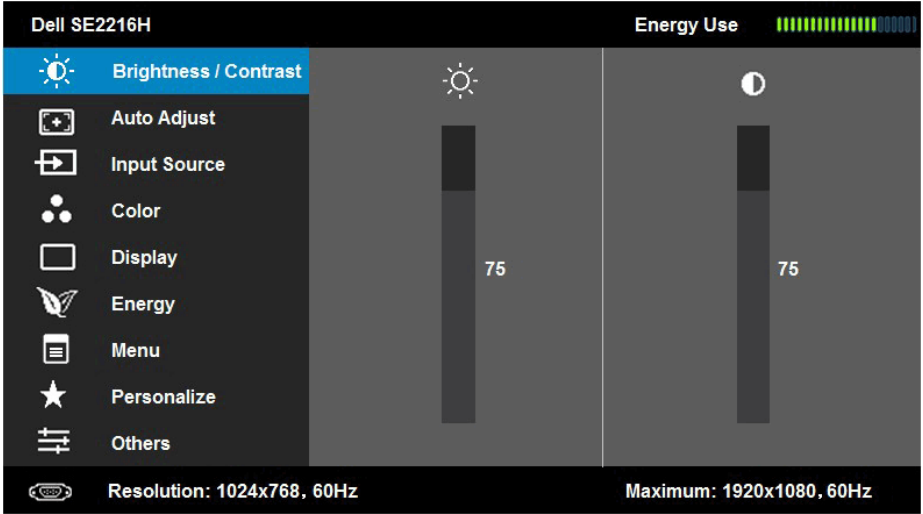 Dell SE2216H Energy Use
Brightness / Contrast
Auto Adjust
Input Source
Color
Display
75 75
Energy
Menu
Personalize
Others
Resolution: 1024x768, 60Hz Maximum: 1920x1080, 60Hz